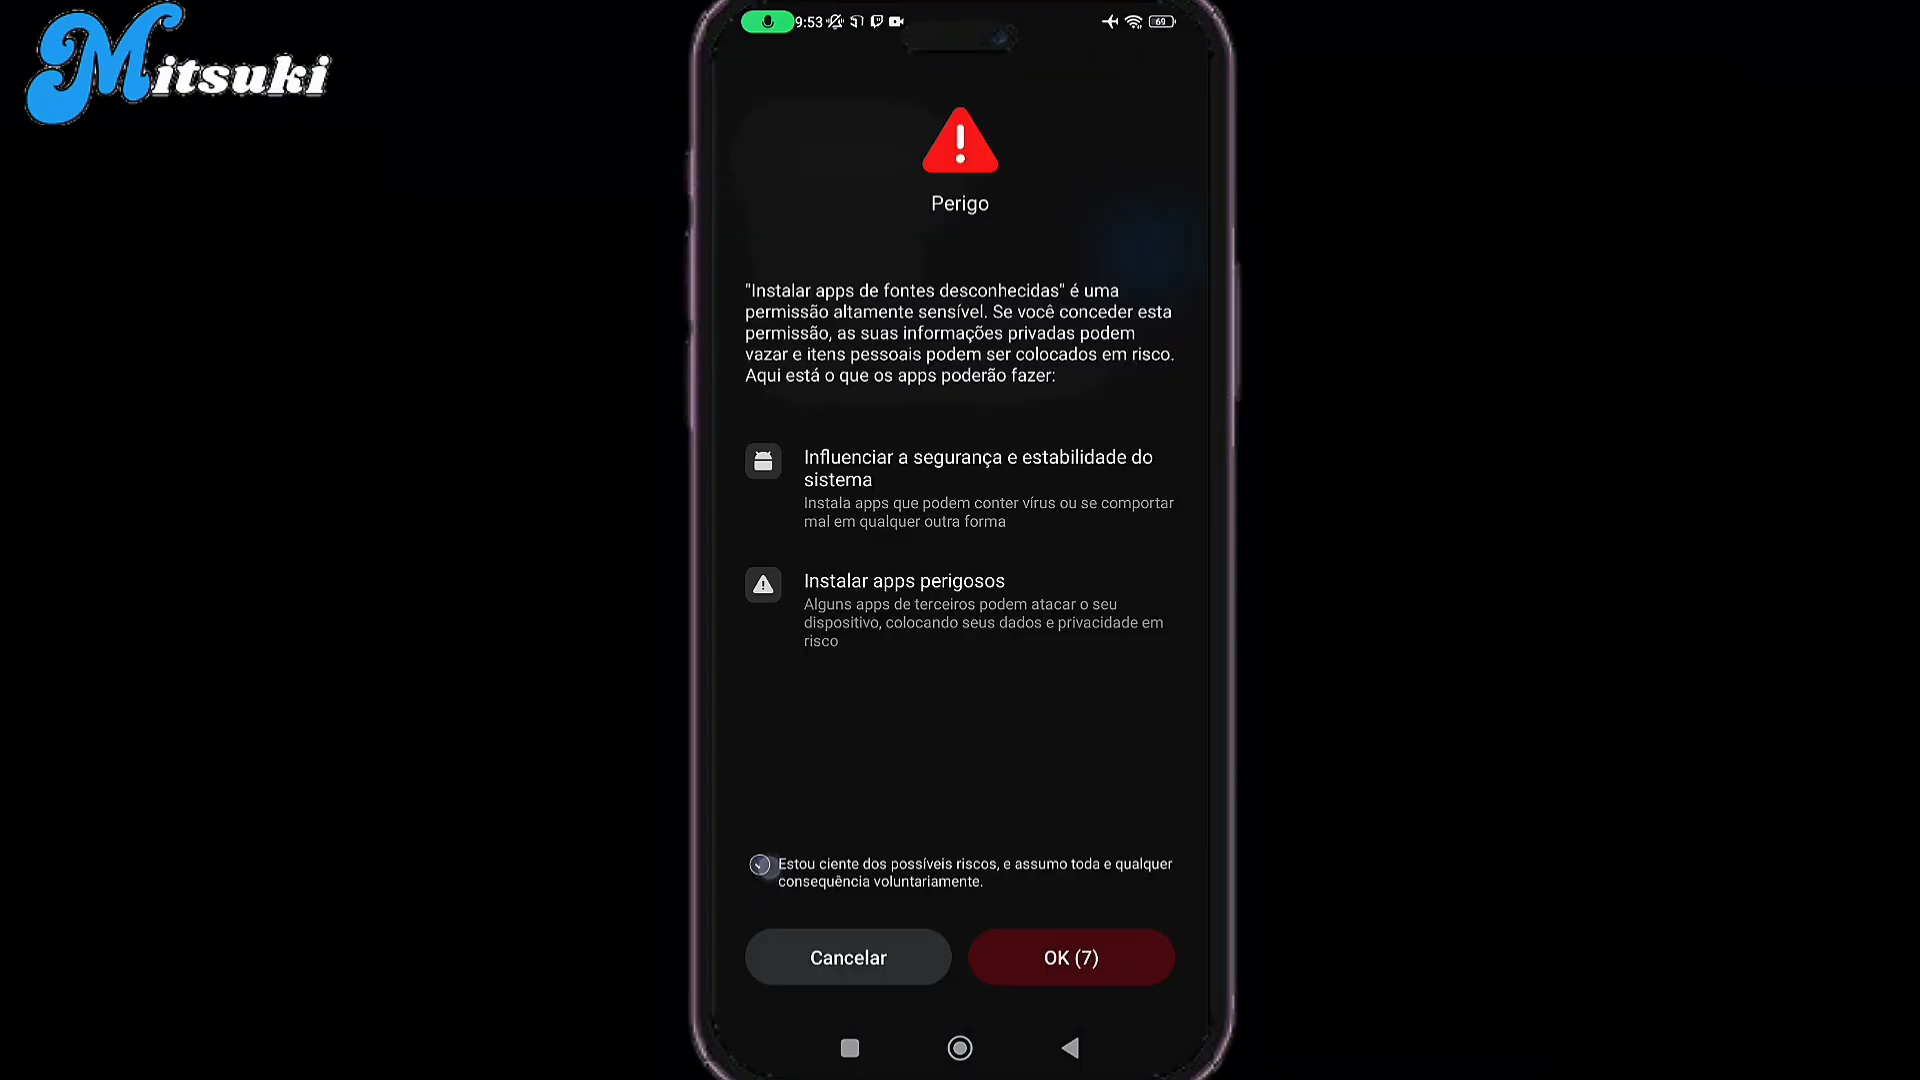 Mitsuki
9:53
69
Perigo
"Instalar apps de fontes desconhecidas" é uma
permissão altamente sensível. Se você conceder esta
permissão, as suas informações privadas podem
vazar e itens pessoais podem ser colocados em risco.
Aqui está o que os apps poderão fazer:
Influenciar a segurança e estabilidade do
sistema
Instala apps que podem conter vírus ou se comportar
mal em qualquer outra forma
Instalar apps perigosos
Alguns apps de terceiros podem atacar o seu
dispositivo, colocando seus dados e privacidade em
risco
Estou ciente dos possíveis riscos, e assumo toda e qualquer
consequência voluntariamente.
Cancelar
OK (7)